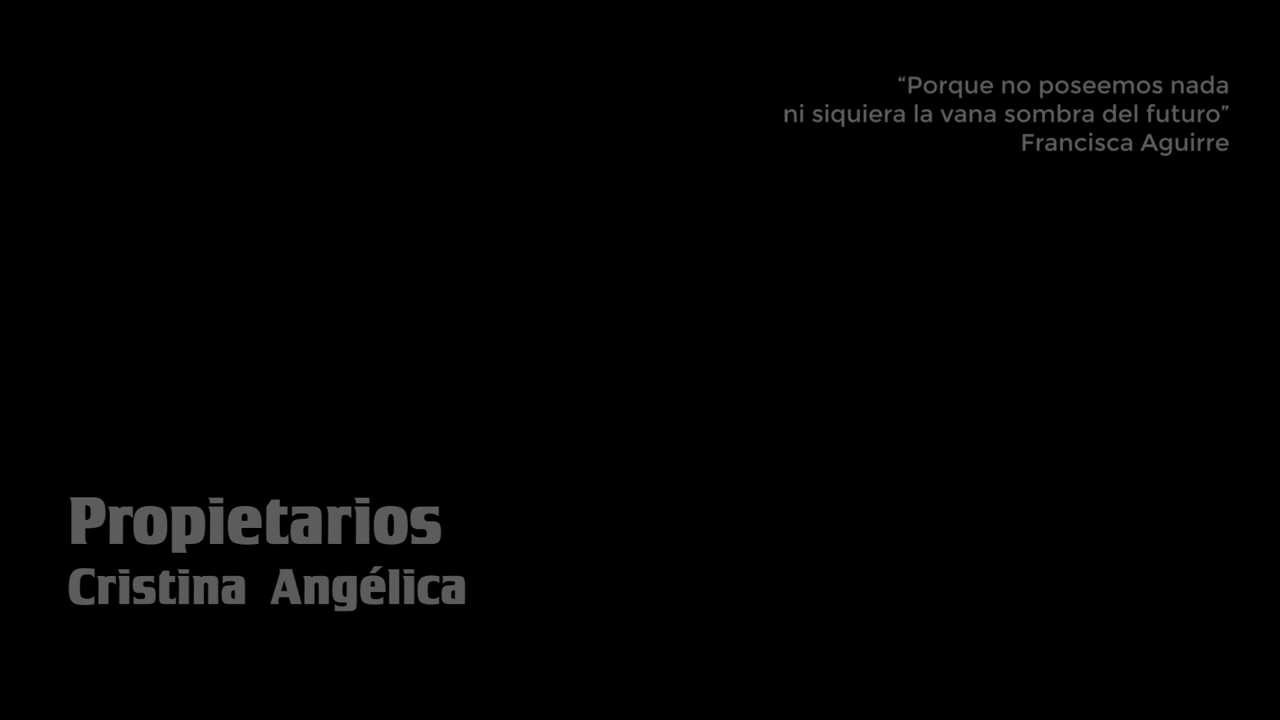 “Porque no poseemos nada
ni siquiera la vana sombra del futuro”
Francisca Aguirre
Propietarios
Cristina Angélica